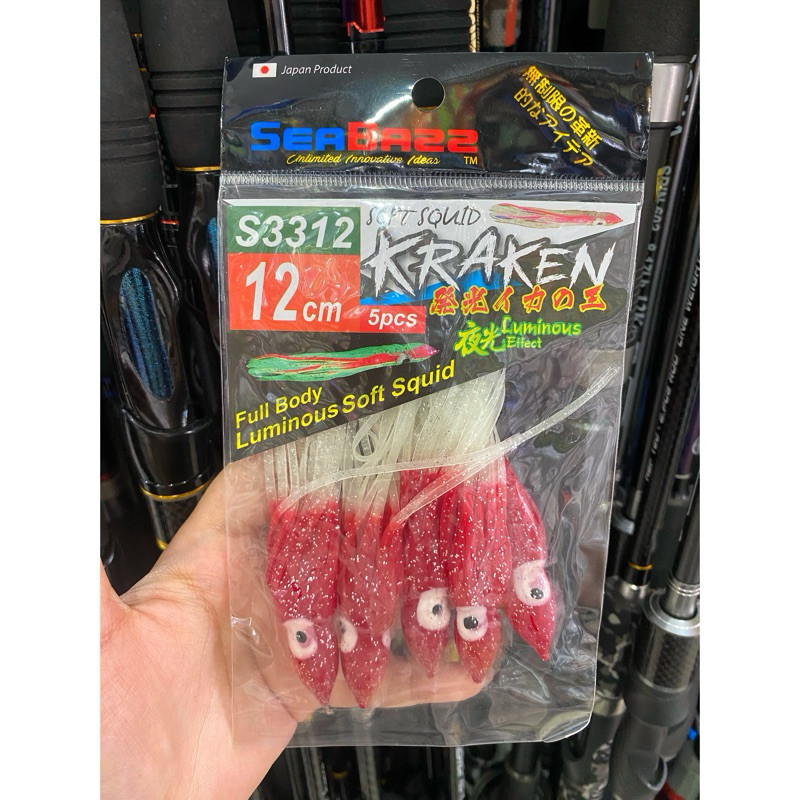 Japan Product
SEABAZZ
Unlimited Innovative Ideas
TM
無制限の革新
的なアイデア
S3312
12cm
5pcs
SOFT SQUID
KRAKEN
発光イカの王
夜光 Luminous
Effect
Full Body
Luminous Soft Squid